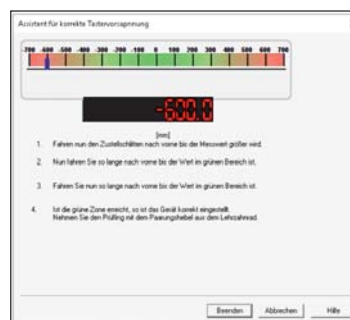 Assistent für korrekte Tastervorspannung
-700 -600 -500 -400 -300 -200 -100 0 100 200 300 400 500 600 700
-600.0
[mm]
1. Fahren nun den Zustellschlitten nach vorne bis der Messwert größer wird.
2. Nun fahren Sie so lange nach vorne bis der Wert im grünen Bereich ist.
3. Fahren Sie nun so lange nach vorne bis der Wert im grünen Bereich ist.
4. Ist die grüne Zone erreicht, so ist das Gerät korrekt eingestellt.
Nehmen Sie den Prüfling mit dem Paarungshebel aus dem Lehrzahnrad.
Beenden Abbrechen Hilfe